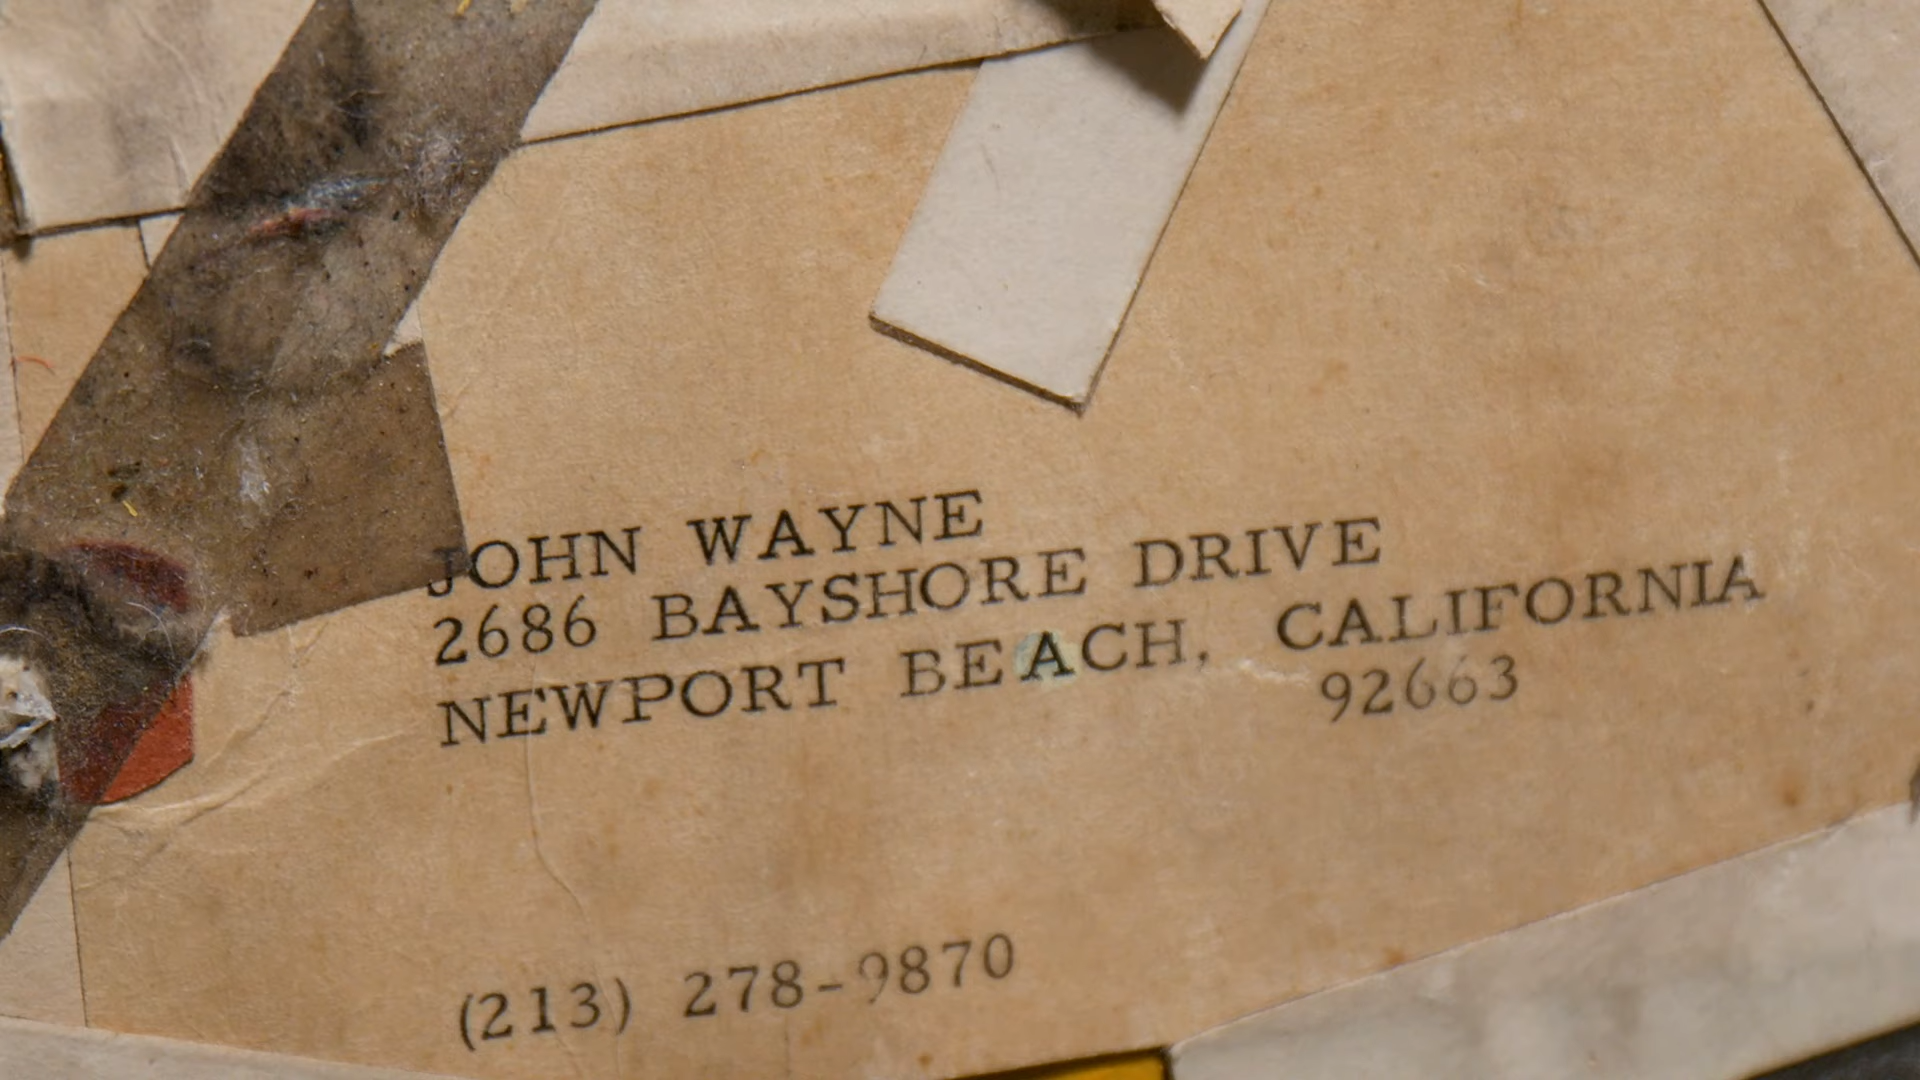 JOHN WAYNE
2686 BAYSHORE DRIVE
NEWPORT BEACH, CALIFORNIA
92663
(213) 278-9870